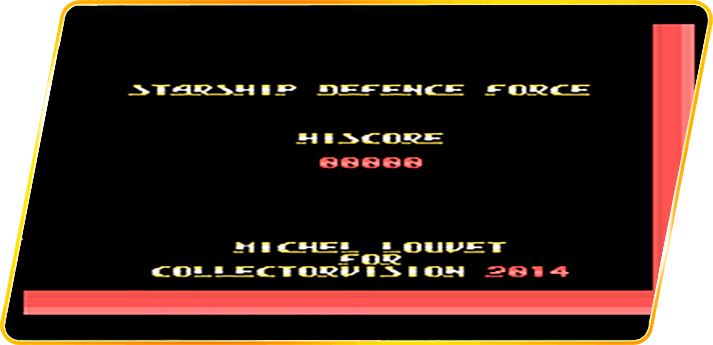 STARSHIP DEFENCE FORCE
HISCORE
00000
MICHEL LOUVET
FOR
COLLECTORVISION 2014